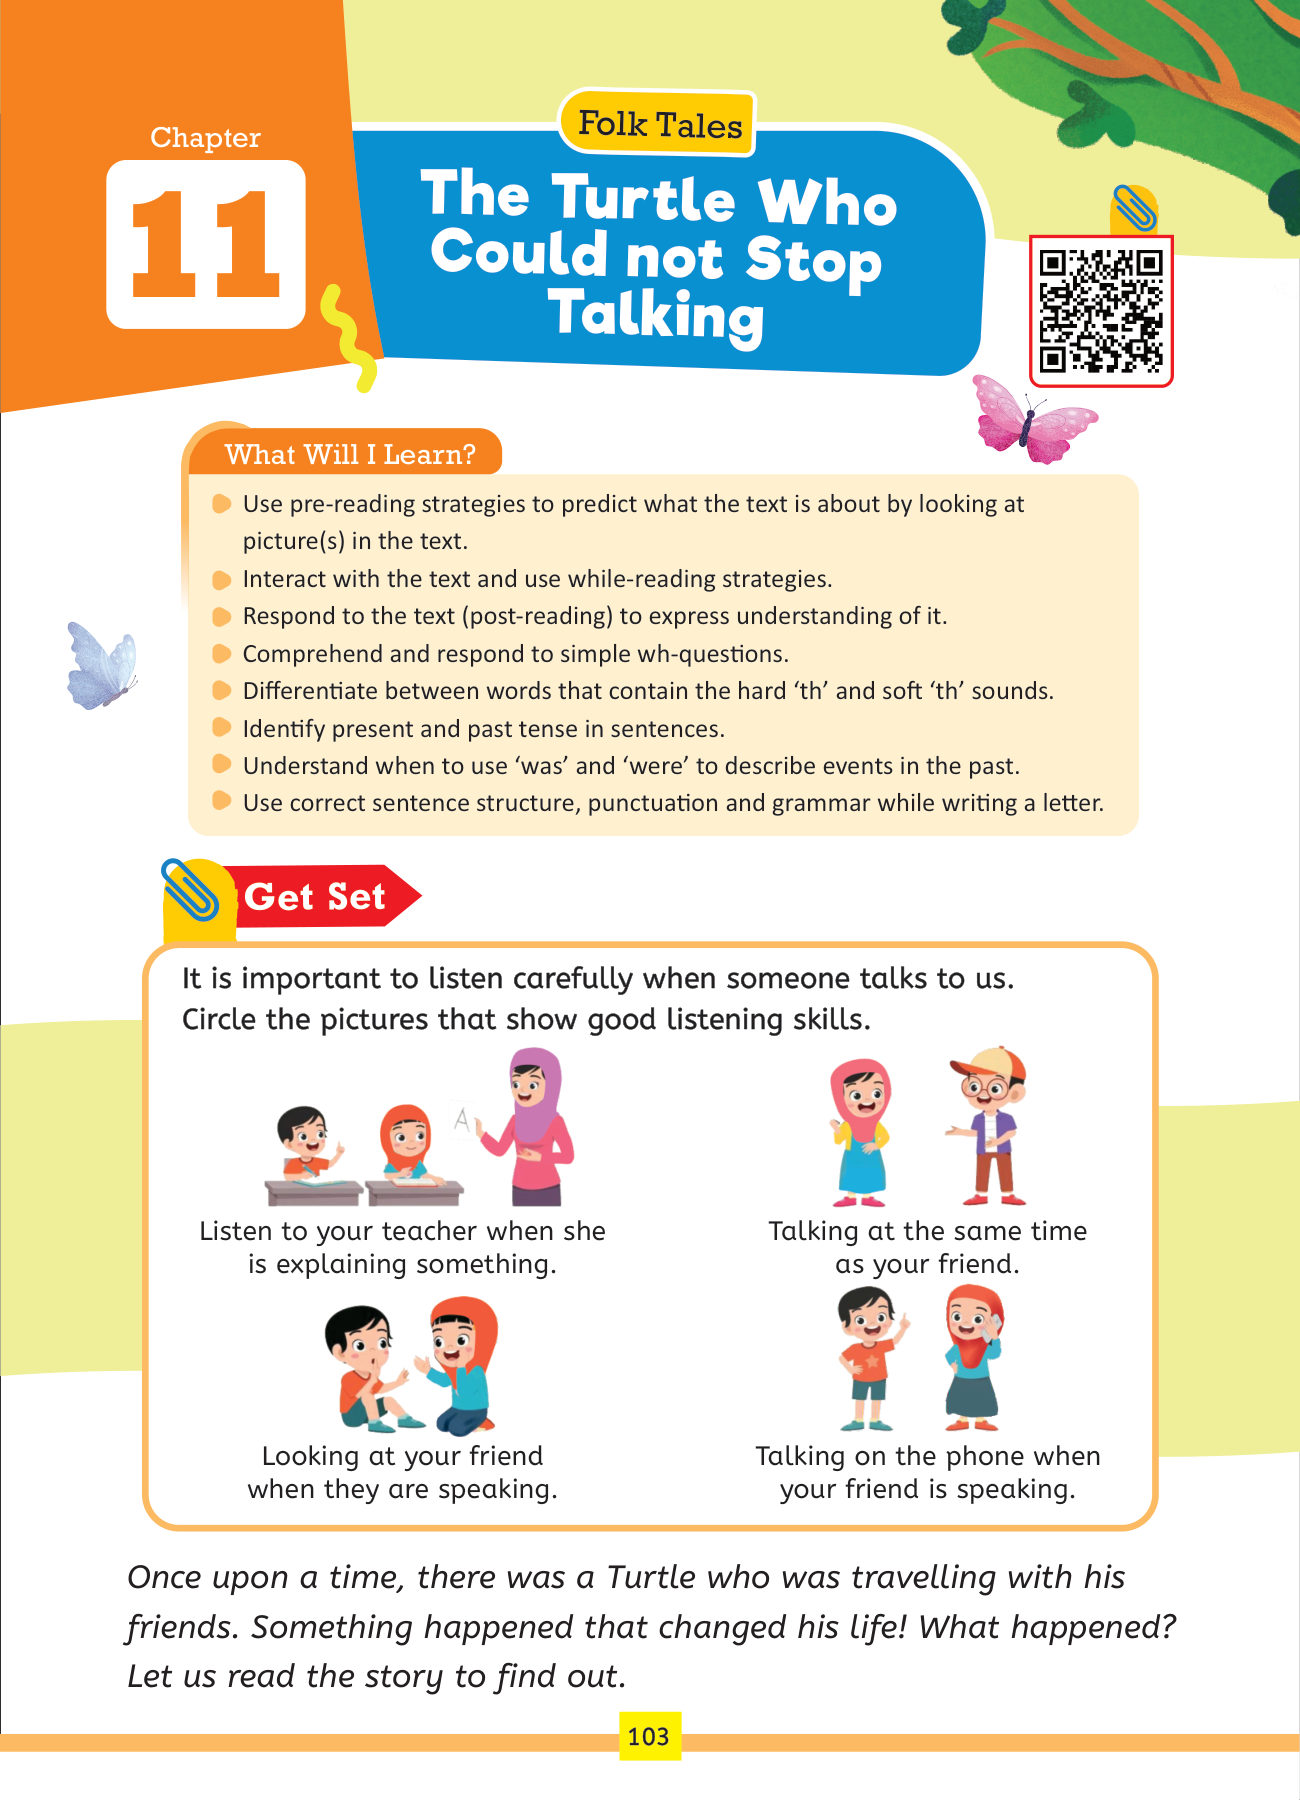 Chapter
11
Folk Tales
The Turtle Who
Could not Stop
Talking
What Will I Learn?
Use pre-reading strategies to predict what the text is about by looking at
picture(s) in the text.
Interact with the text and use while-reading strategies.
Respond to the text (post-reading) to express understanding of it.
Comprehend and respond to simple wh-questions.
Differentiate between words that contain the hard ‘th’ and soft ‘th’ sounds.
Identify present and past tense in sentences.
Understand when to use ‘was’ and ‘were’ to describe events in the past.
Use correct sentence structure, punctuation and grammar while writing a letter.
Get Set
It is important to listen carefully when someone talks to us.
Circle the pictures that show good listening skills.
A
Listen to your teacher when she
is explaining something.
Talking at the same time
as your friend.
Looking at your friend
when they are speaking.
Talking on the phone when
your friend is speaking.
Once upon a time, there was a Turtle who was travelling with his
friends. Something happened that changed his life! What happened?
Let us read the story to find out.
103